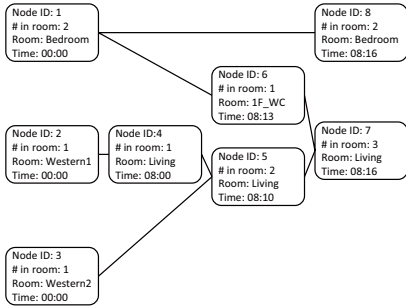 Node ID: 1
# in room: 2
Room: Bedroom
Time: 00:00
Node ID: 8
# in room: 2
Room: Bedroom
Time: 08:16
Node ID: 6
# in room: 1
Room: 1F_WC
Time: 08:13
Node ID: 2
# in room: 1
Room: Western1
Time: 00:00
Node ID:4
# in room: 1
Room: Living
Time: 08:00
Node ID: 5
# in room: 2
Room: Living
Time: 08:10
Node ID: 7
# in room: 3
Room: Living
Time: 08:16
Node ID: 3
# in room: 1
Room: Western2
Time: 00:00